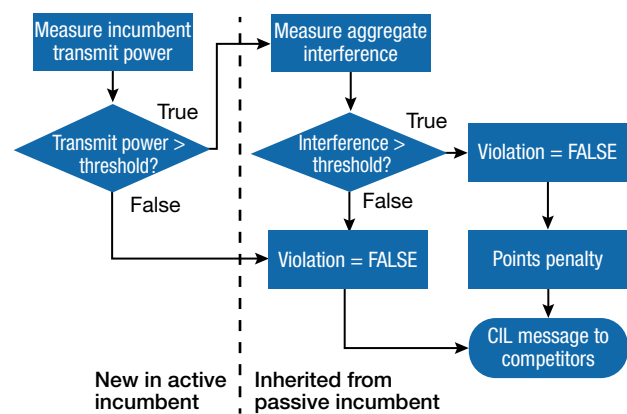 Measure incumbent
transmit power
Measure aggregate
interference
True
Transmit power >
threshold?
False
Interference >
threshold?
True
False
Violation = FALSE
Violation = FALSE
Points penalty
CIL message to
competitors
New in active
incumbent
Inherited from
passive incumbent